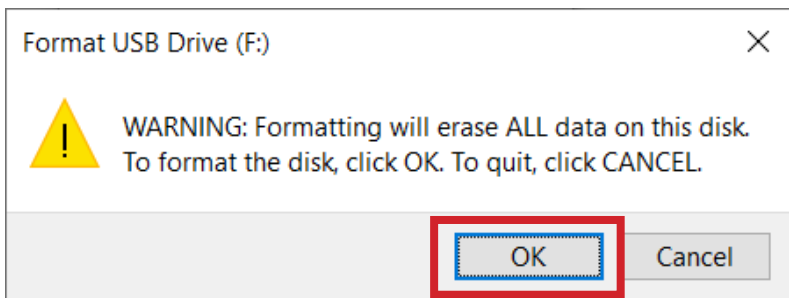 Format USB Drive (F:)
WARNING: Formatting will erase ALL data on this disk.
To format the disk, click OK. To quit, click CANCEL.
OK Cancel